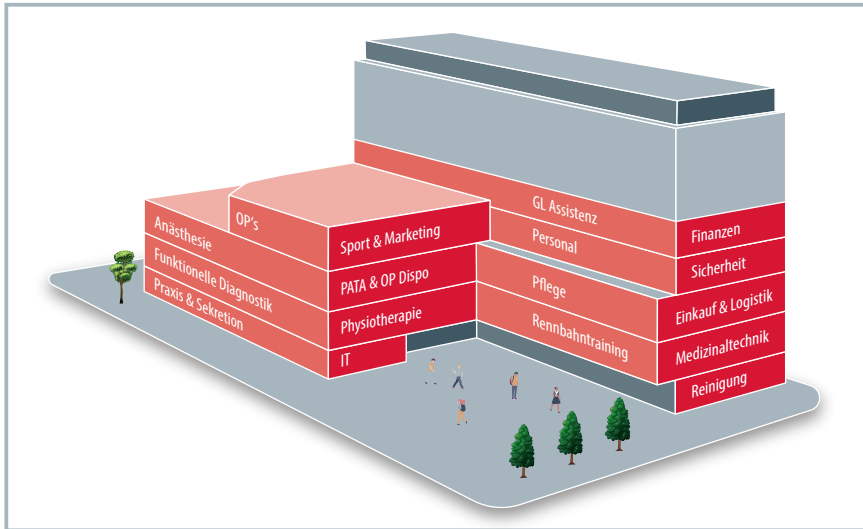 OP's
Anästhesie
Funktionelle Diagnostik
Praxis & Sekretion
Sport & Marketing
PATA & OP Dispo
Physiotherapie
IT
GL Assistenz
Personal
Pflege
Rennbahntraining
Finanzen
Sicherheit
Einkauf & Logistik
Medizinaltechnik
Reinigung